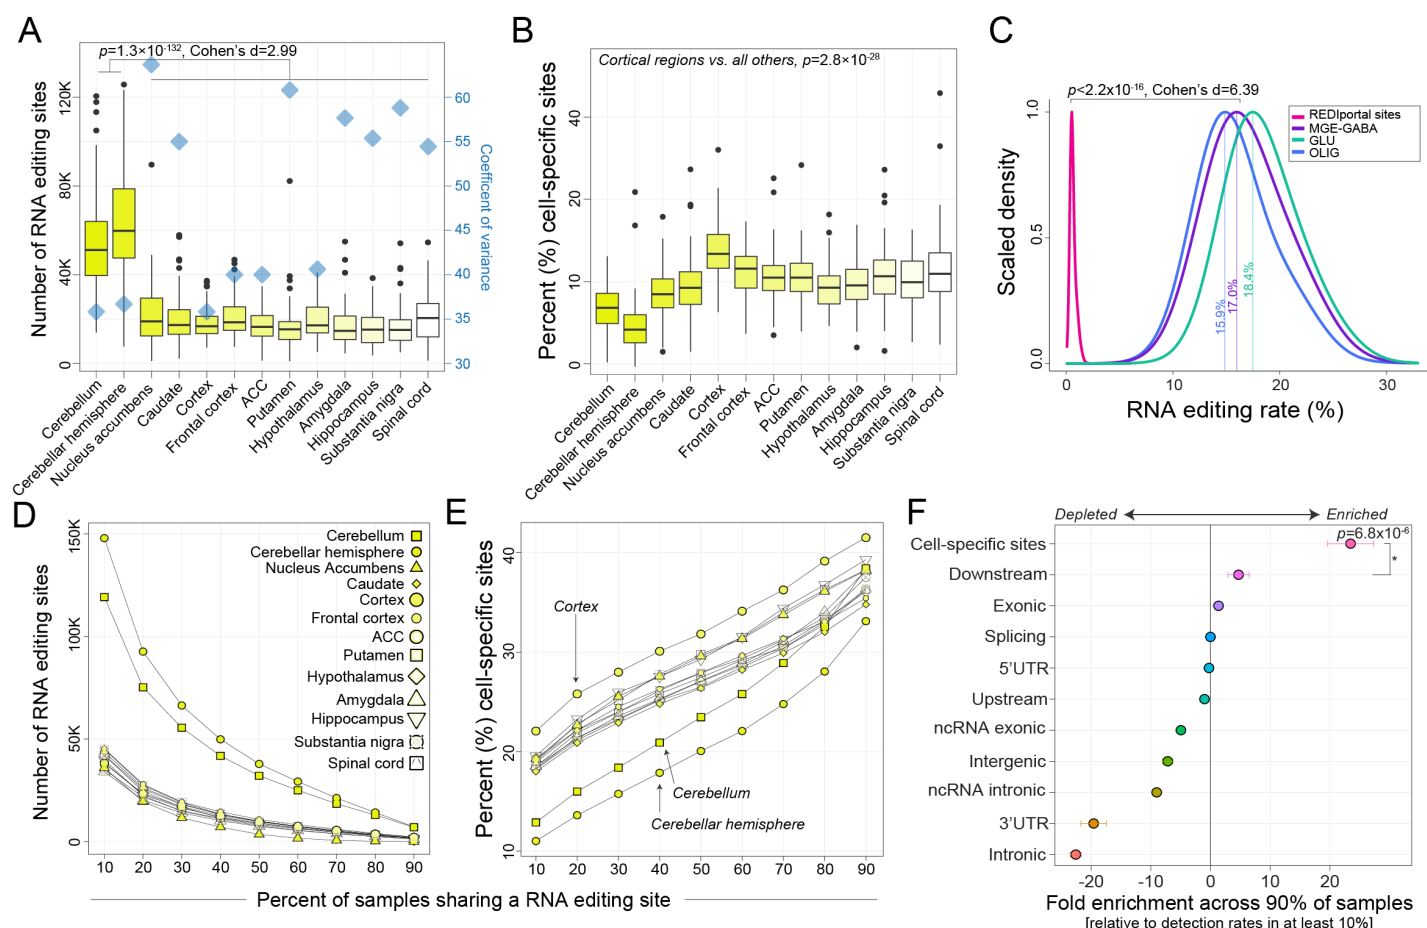 A
p=1.3×10-132, Cohen's d=2.99
Number of RNA editing sites
120K
80K
40K
0
60
55
50
45
40
35
30
Coefficent of variance
Cerebellum
Cerebellar hemisphere
Nucleus accumbens
Caudate
Cortex
Frontal cortex
ACC
Putamen
Hypothalamus
Amygdala
Hippocampus
Substantia nigra
Spinal cord
B
Cortical regions vs. all others, p=2.8×10-28
Percent (%) cell-specific sites
40
20
10
0
Cerebellum
Cerebellar hemisphere
Nucleus accumbens
Caudate
Cortex
Frontal cortex
ACC
Putamen
Hypothalamus
Amygdala
Hippocampus
Substantia nigra
Spinal cord
C
p<2.2x10-16, Cohen's d=6.39
Scaled density
1.0
0.5
0.0
REDIportal sites
MGE-GABA
GLU
OLIG
15.9%
17.0%
18.4%
0
10
20
30
RNA editing rate (%)
D
Number of RNA editing sites
150K
100K
50K
0
Cerebellum
Cerebellar hemisphere
Nucleus Accumbens
Caudate
Cortex
Frontal cortex
ACC
Putamen
Hypothalamus
Amygdala
Hippocampus
Substantia nigra
Spinal cord
10 20 30 40 50 60 70 80 90
E
Percent (%) cell-specific sites
40
30
20
10
Cortex
Cerebellum
Cerebellar hemisphere
10 20 30 40 50 60 70 80 90
Percent of samples sharing a RNA editing site
F
Depleted
Enriched
p=6.8x10-6
*
Cell-specific sites
Downstream
Exonic
Splicing
5'UTR
Upstream
ncRNA exonic
Intergenic
ncRNA intronic
3'UTR
Intronic
-20 -10 0 10 20
Fold enrichment across 90% of samples
[relative to detection rates in at least 10%]